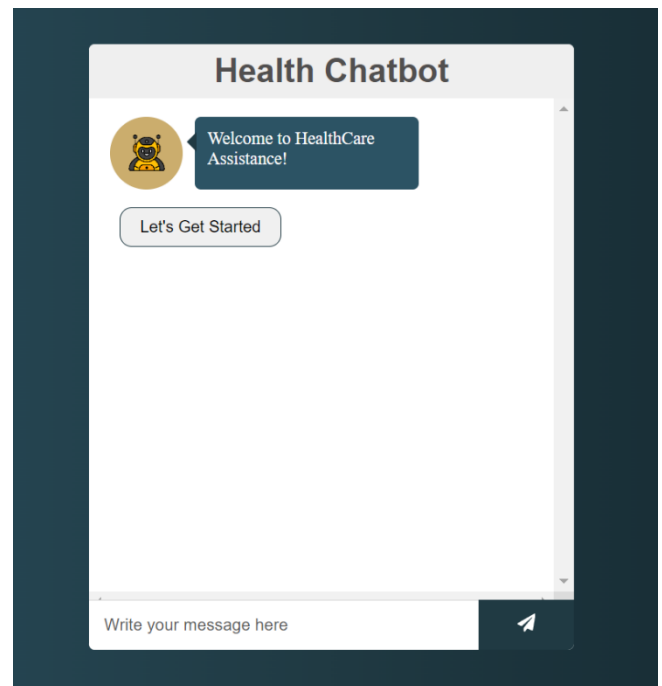 Health Chatbot
Welcome to HealthCare
Assistance!
Let's Get Started
Write your message here